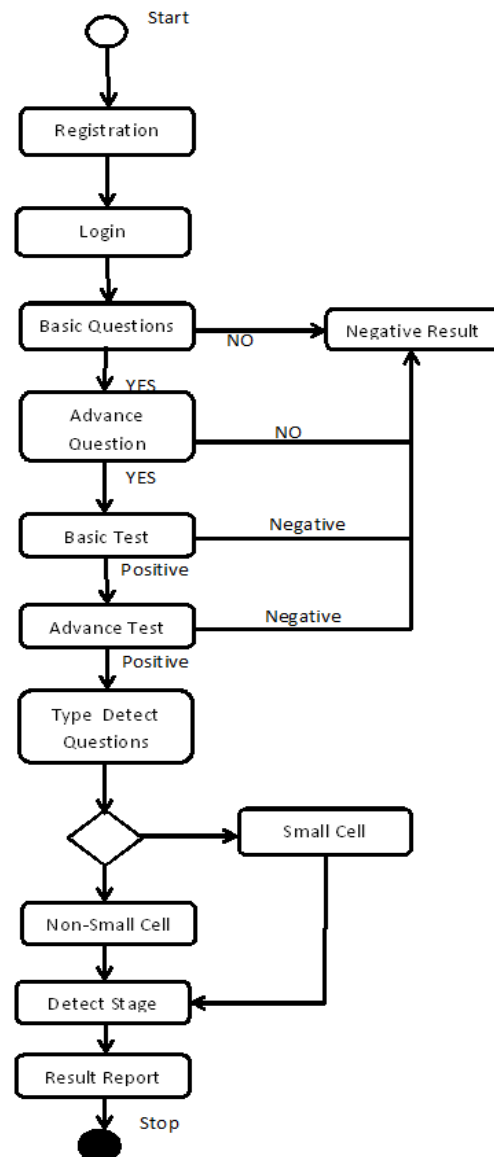 Start
Registration
Login
Basic Questions
NO
Negative Result
YES
Advance
Question
NO
YES
Basic Test
Negative
Positive
Advance Test
Negative
Positive
Type Detect
Questions
Small Cell
Non-Small Cell
Detect Stage
Result Report
Stop